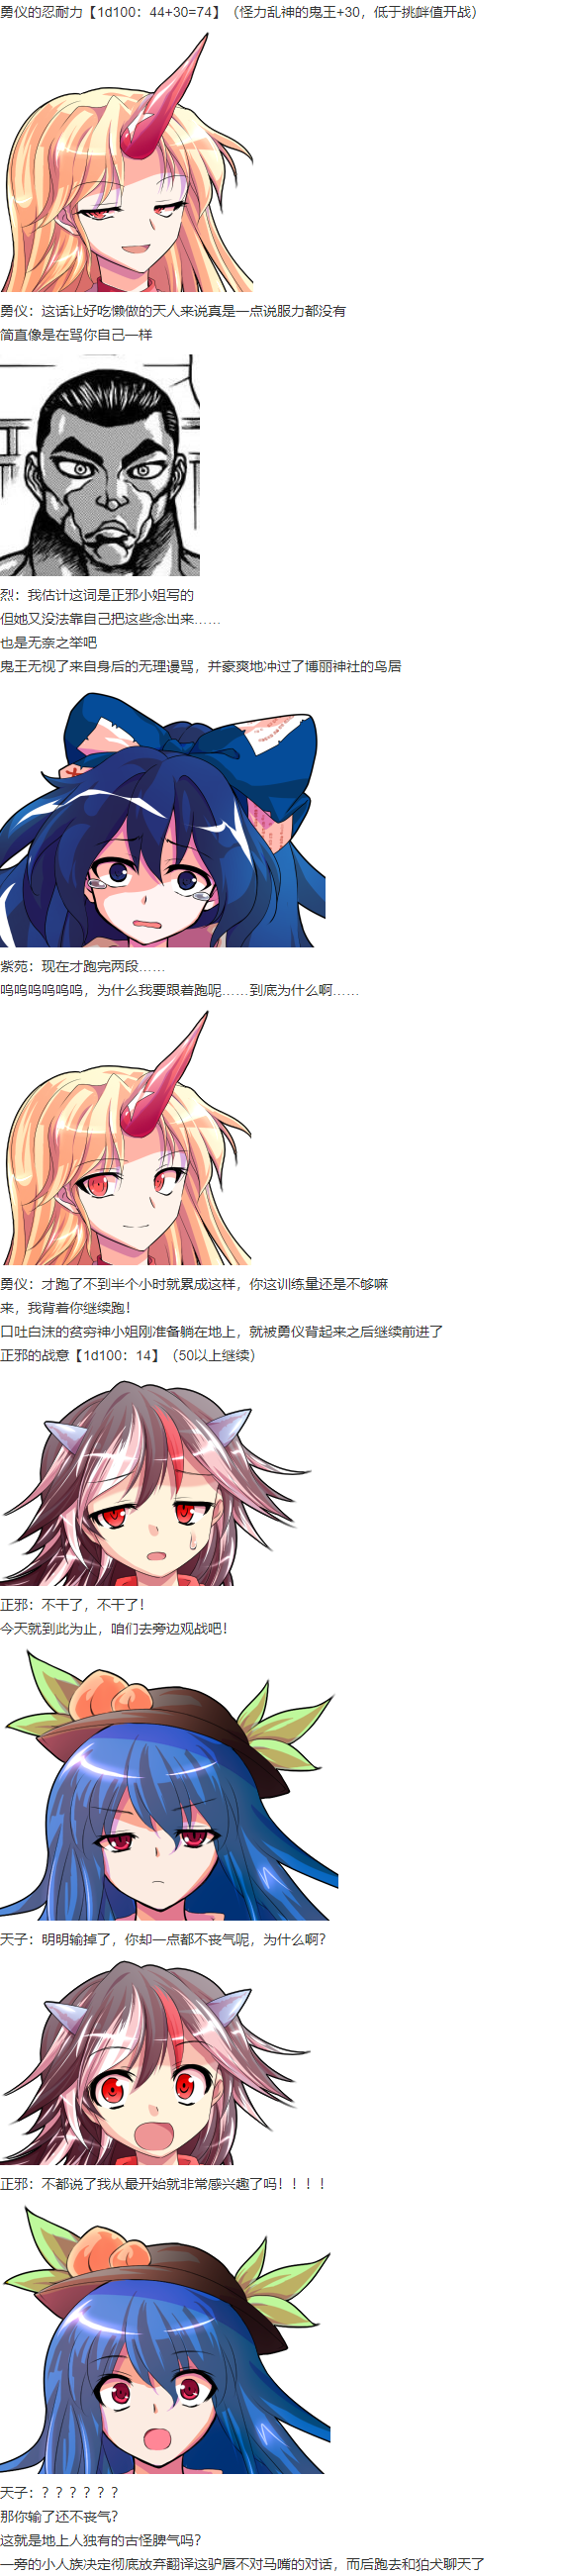 勇仪的忍耐力【1d100：44+30=74】（怪力乱神的鬼王+30，低于挑衅值开战）
勇仪：这话让好吃懒做的天人来说真是一点说服力都没有
简直像是在骂你自己一样
烈：我估计这词是正邪小姐写的
但她又没法靠自己把这些念出来……
也是无奈之举吧
鬼王无视了来自身后的无理谩骂，并豪爽地冲过了博丽神社的鸟居
紫苑：现在才跑完两段……
呜呜呜呜呜呜，为什么我要跟着跑呢……到底为什么啊……
勇仪：才跑了不到半个小时就累成这样，你这训练量还是不够嘛
来，我背着你继续跑！
口吐白沫的贫穷神小姐刚准备躺在地上，就被勇仪背起来之后继续前进了
正邪的战意【1d100：14】（50以上继续）
正邪：不干了，不干了！
今天就到此为止，咱们去旁边观战吧！
天子：明明输掉了，你却一点都不丧气呢，为什么啊？
正邪：不都说了我从最开始就非常感兴趣了吗！！！！
天子：？？？？？？
那你输了还不丧气？
这就是地上人独有的古怪脾气吗？
一旁的小人族决定彻底放弃翻译这驴唇不对马嘴的对话，而后跑去和狛犬聊天了